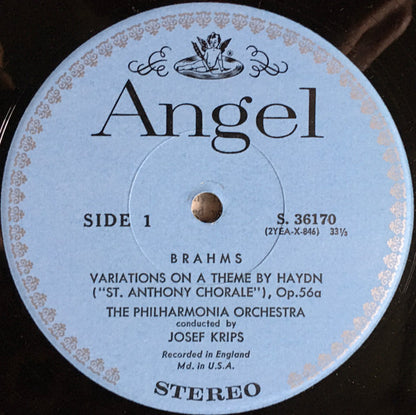 Angel
SIDE 1
S. 36170
(2YEA-X-846) 33⅓
BRAHMS
VARIATIONS ON A THEME BY HAYDN
("ST. ANTHONY CHORALE"), Op.56a
THE PHILHARMONIA ORCHESTRA
conducted by
JOSEF KRIPS
Recorded in England
Md. in U.S.A.
STEREO